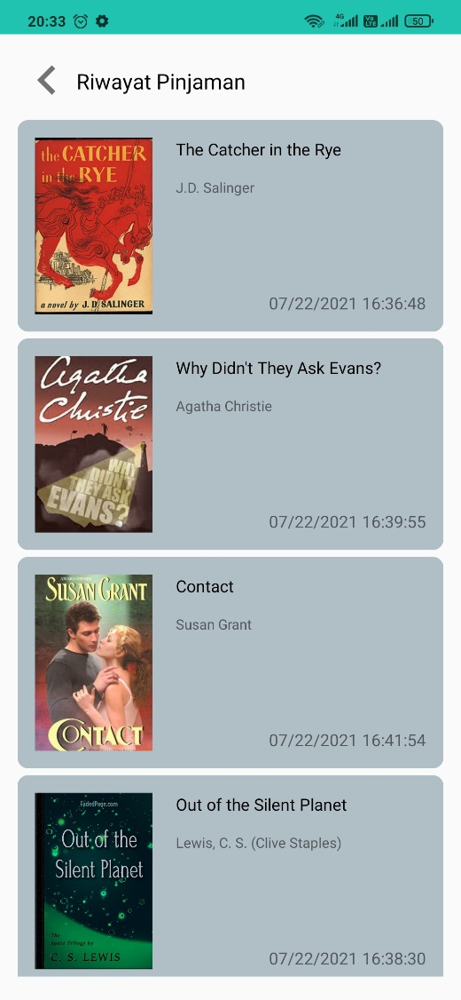 20:33
4G
Vo
LTE
50
Riwayat Pinjaman
the CATCHER
in the RYE
a novel by J. D. SALINGER
The Catcher in the Rye
J.D. Salinger
07/22/2021 16:36:48
Agatha
Christie
WHY
DIDN'T
THEY ASK
EVANS?
Why Didn't They Ask Evans?
Agatha Christie
07/22/2021 16:39:55
SUSAN GRANT
CONTACT
Contact
Susan Grant
07/22/2021 16:41:54
FadedPage.com
Out of the
Silent Planet
The
Space Trilogy by
C. S. LEWIS
Out of the Silent Planet
Lewis, C. S. (Clive Staples)
07/22/2021 16:38:30